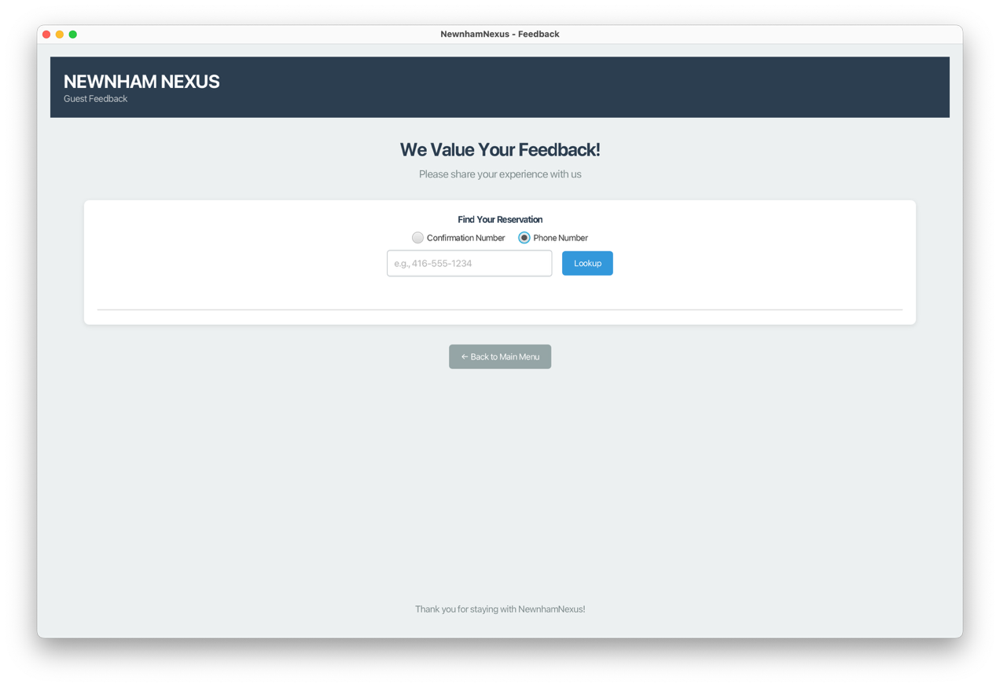 NewnhamNexus - Feedback
NEWNHAM NEXUS
Guest Feedback
We Value Your Feedback!
Please share your experience with us
Find Your Reservation
Confirmation Number Phone Number
e.g., 416-555-1234 Lookup
← Back to Main Menu
Thank you for staying with NewnhamNexus!